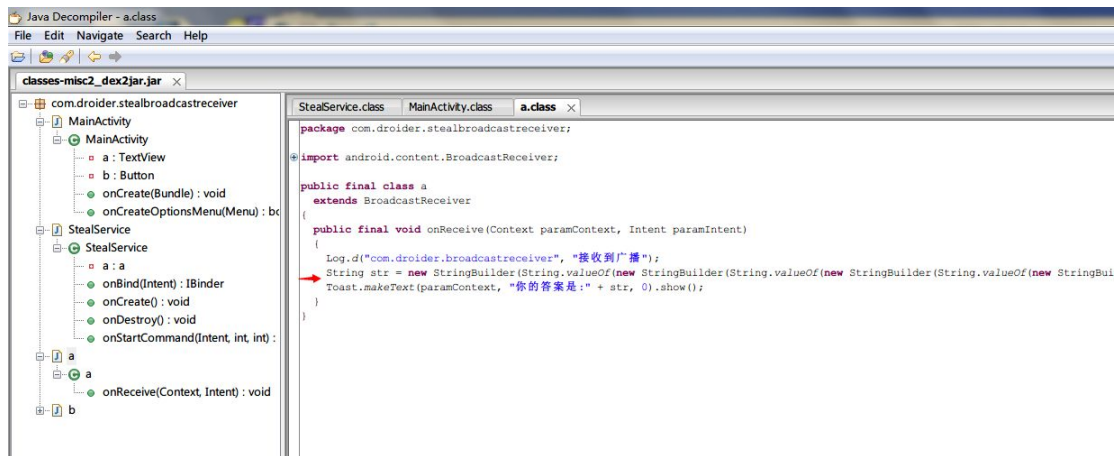 Java Decompiler - a.class
File Edit Navigate Search Help
classes-misc2_dex2jar.jar
com.droider.stealbroadcastreceiver
MainActivity
MainActivity
a : TextView
b : Button
onCreate(Bundle) : void
onCreateOptionsMenu(Menu) : bo
StealService
StealService
a : a
onBind(Intent) : IBinder
onCreate() : void
onDestroy() : void
onStartCommand(Intent, int, int) :
a
a
onReceive(Context, Intent) : void
b
StealService.class MainActivity.class a.class
package com.droider.stealbroadcastreceiver;
import android.content.BroadcastReceiver;
public final class a
extends BroadcastReceiver
{
public final void onReceive(Context paramContext, Intent paramIntent)
{
Log.d("com.droider.broadcastreceiver", "接收到广播");
String str = new StringBuilder(String.valueOf(new StringBuilder(String.valueOf(new StringBuilder(String.valueOf(new StringBui
Toast.makeText(paramContext, "你的答案是:" + str, 0).show();
}
}